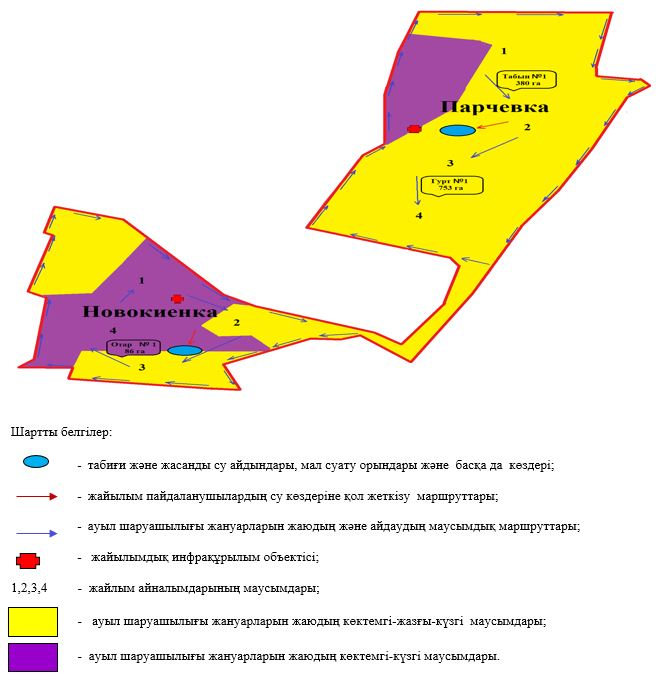 1
Табын №1
380 га
Парчевка
2
3
Гурт №1
753 га
4
1
Новокиенка
2
4
Отар № 1
86 га
3
Шартты белгілер:
- табиғи және жасанды су айдындары, мал суату орындары және басқа да көздері;
- жайылым пайдаланушылардың су көздеріне қол жеткізу маршруттары;
- ауыл шаруашылығы жануарларын жаюдың және айдаудың маусымдық маршруттары;
- жайылымдық инфрақұрылым объектісі;
1,2,3,4 - жайлым айналымдарының маусымдары;
- ауыл шаруашылығы жануарларын жаюдың көктемгі-жазғы-күзгі маусымдары;
- ауыл шаруашылығы жануарларын жаюдың көктемгі-күзгі маусымдары.